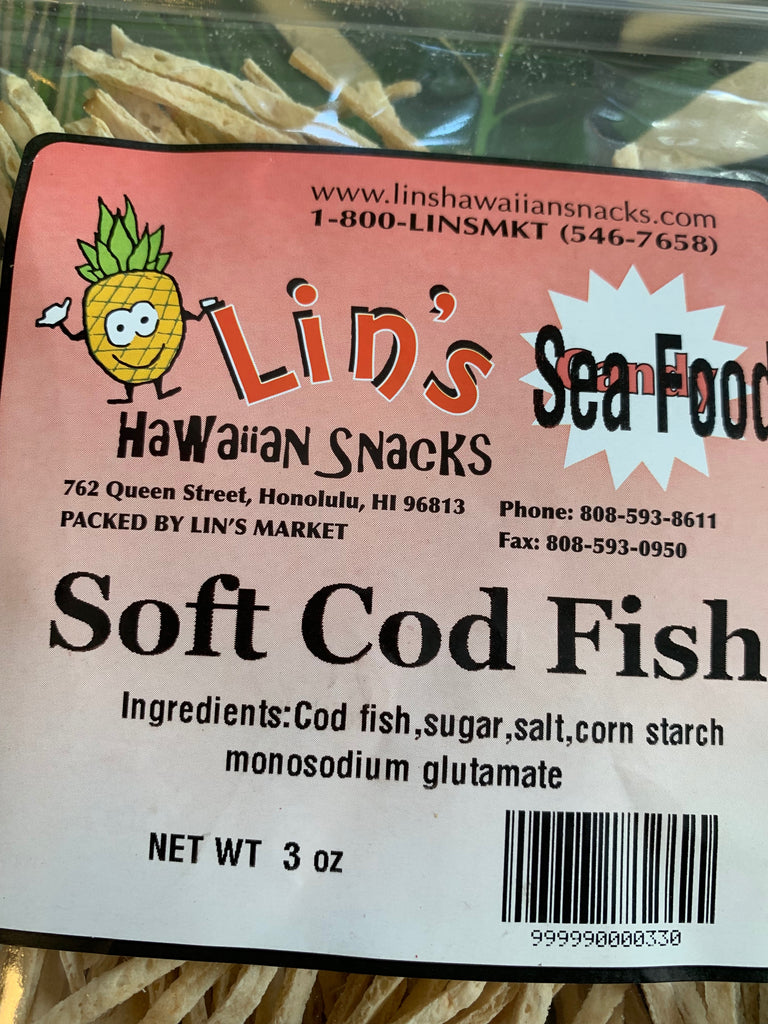 www.linshawaiiansnacks.com
1-800-LINSMKT (546-7658)
Lin's
Candy
Sea Food
Hawaiian Snacks
762 Queen Street, Honolulu, HI 96813
PACKED BY LIN'S MARKET
Phone: 808-593-8611
Fax: 808-593-0950
Soft Cod Fish
Ingredients:Cod fish,sugar,salt,corn starch
monosodium glutamate
NET WT 3 oz
999990000330